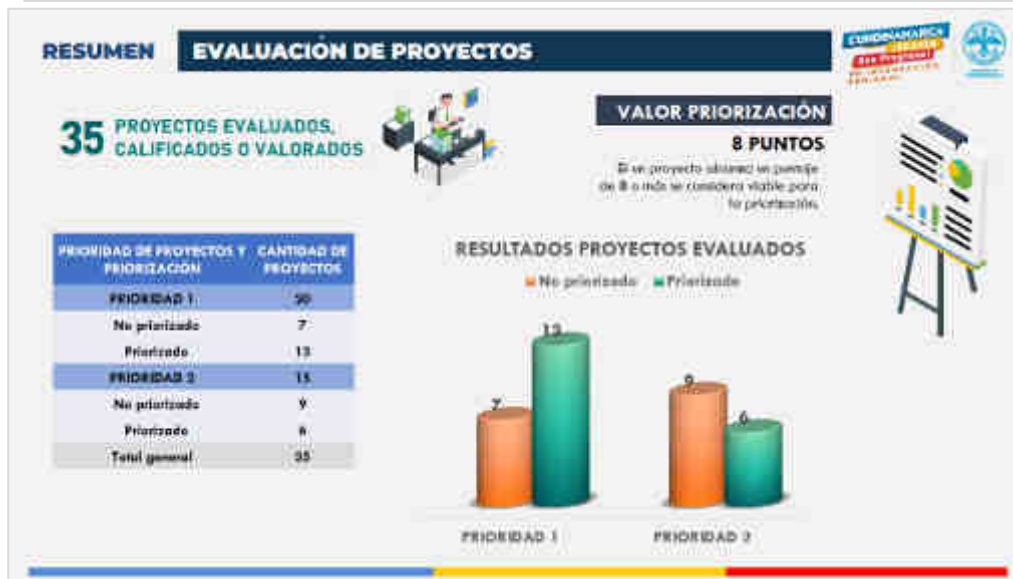 RESUMEN
EVALUACIÓN DE PROYECTOS
CUNDINAMARCA
35 PROYECTOS EVALUADOS,
CALIFICADOS O VALORADOS
VALOR PRIORIZACIÓN
8 PUNTOS
Si un proyecto obtiene un puntaje
de 8 o más se considera viable para
la priorización.
PRIORIDAD DE PROYECTOS Y PRIORIZACIÓN
CANTIDAD DE PROYECTOS
PRIORIDAD 1 20
No priorizado 7
Priorizado 13
PRIORIDAD 2 15
No priorizado 9
Priorizado 6
Total general 35
RESULTADOS PROYECTOS EVALUADOS
No priorizado Priorizado
7
13
9
6
PRIORIDAD 1
PRIORIDAD 2